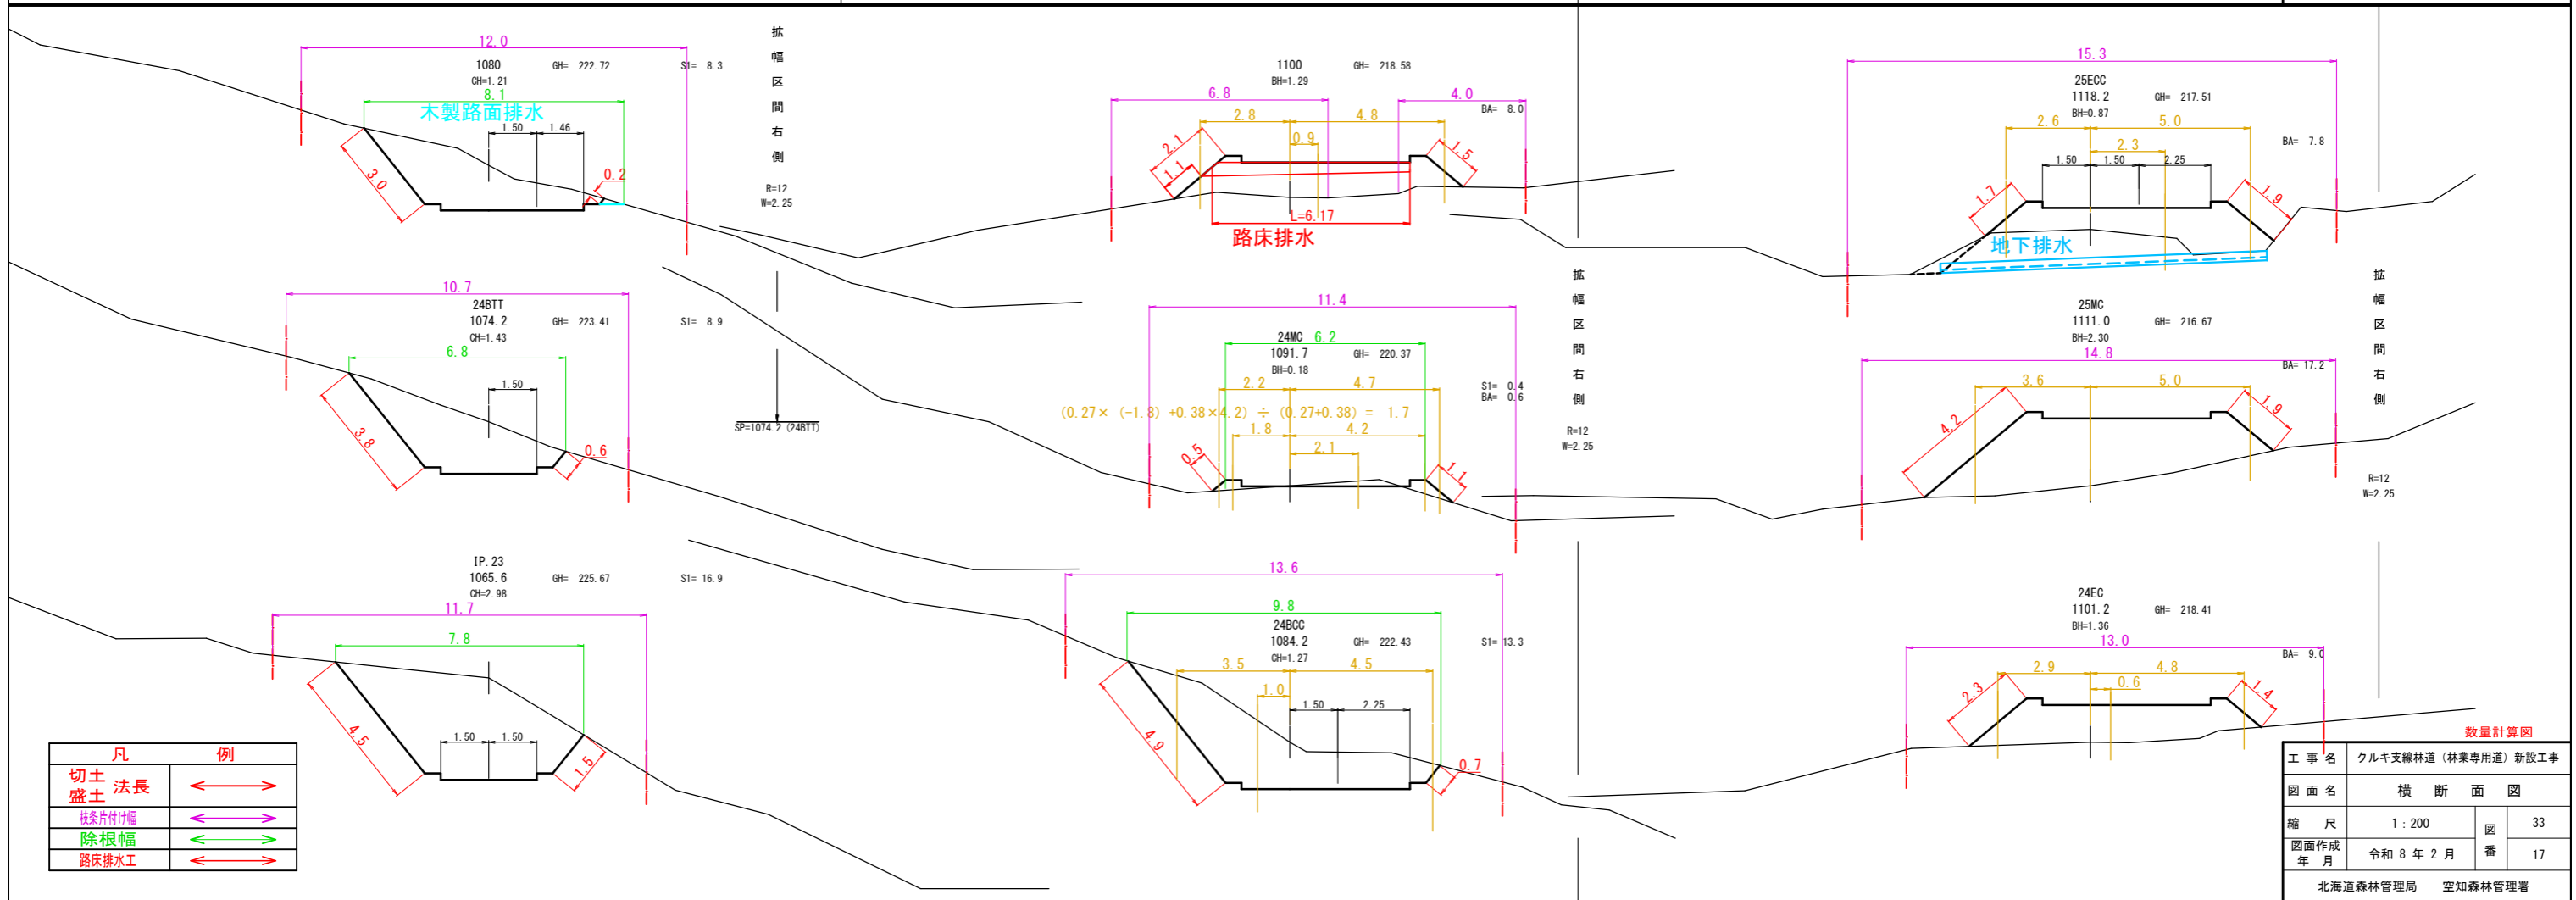 12.0
1080 GH= 222.72 S1= 8.3
CH=1.21
8.1
木製路面排水
1.50 1.46
3.0
0.2
拡幅区間右側
R=12
W=2.25
10.7
24BTT
1074.2 GH= 223.41 S1= 8.9
CH=1.43
6.8
1.50
3.8
0.6
SP=1074.2 (24BTT)
IP.23
1065.6 GH= 225.67 S1= 16.9
CH=2.98
11.7
7.8
1.50 1.50
4.5
1.5
凡 例
切土 盛土 法長
枝条片付け幅
除根幅
路床排水工
1100 GH= 218.58
BH=1.29
6.8 4.0
BA= 8.0
2.8 4.8
0.9
2.1
1.1
1.5
L=6.17
路床排水
11.4
24MC 6.2
1091.7 GH= 220.37
BH=0.18
S1= 0.4
BA= 0.6
2.2 4.7
(0.27×(-1.8)+0.38×4.2)÷(0.27+0.38)= 1.7
1.8 4.2
2.1
0.5
1.1
拡幅区間右側
R=12
W=2.25
13.6
9.8
24BCC
1084.2 GH= 222.43 S1= 13.3
CH=1.27
3.5 4.5
1.0
1.50 2.25
4.9
0.7
15.3
25ECC
1118.2 GH= 217.51
BH=0.87
BA= 7.8
2.6 5.0
2.3
1.50 1.50 2.25
1.7
1.9
地下排水
25MC
1111.0 GH= 216.67
BH=2.30
14.8
BA= 17.2
3.6 5.0
4.2
1.9
拡幅区間右側
R=12
W=2.25
24EC
1101.2 GH= 218.41
BH=1.36
13.0
BA= 9.0
2.9 4.8
0.6
2.3
1.4
数量計算図
工事名 クルキ支線林道（林業専用道）新設工事
図面名 横断面図
縮尺 1:200 図番 33
図面作成年月 令和8年2月 17
北海道森林管理局 空知森林管理署